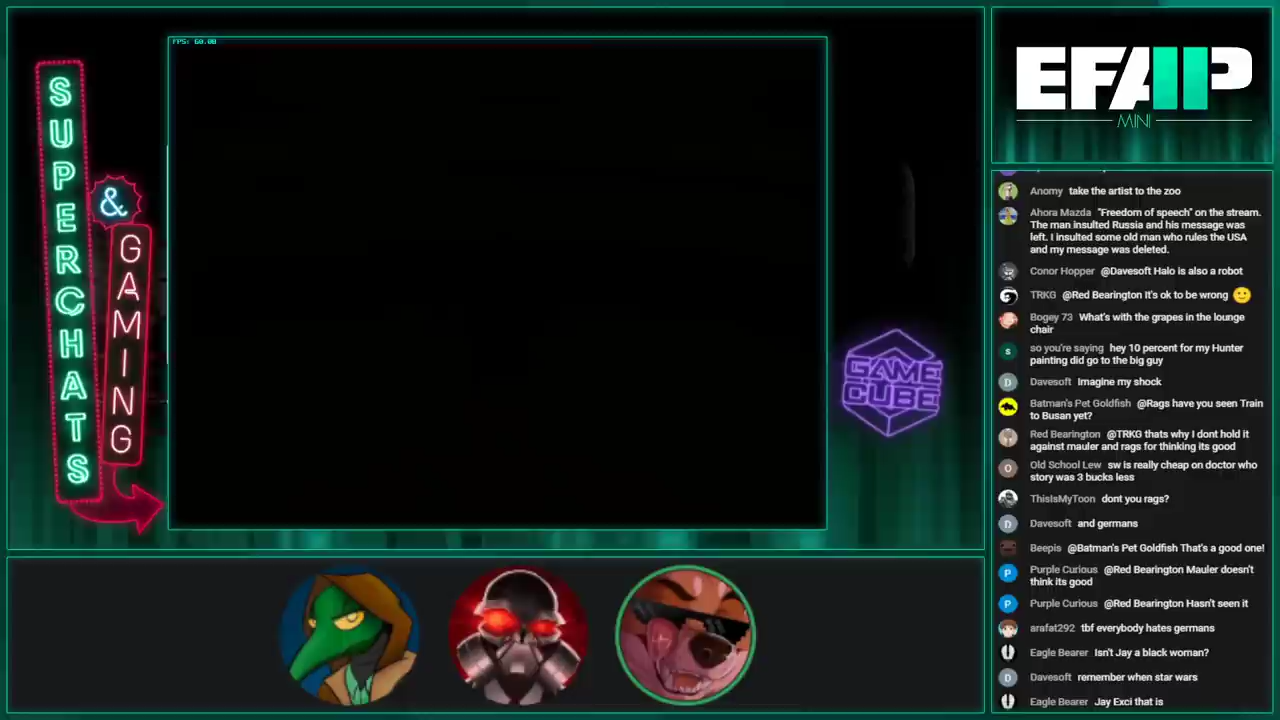 FPS: 60.00
SUPERCHATS
&
GAMING
GAME
CUBE
EFAP
MINI
Anomy take the artist to the zoo
Ahora Mazda "Freedom of speech" on the stream.
The man insulted Russia and his message was
left. I insulted some old man who rules the USA
and my message was deleted.
Conor Hopper @Davesoft Halo is also a robot
TRKG @Red Bearington It's ok to be wrong 🙂
Bogey 73 What's with the grapes in the lounge
chair
s so you're saying hey 10 percent for my Hunter
painting did go to the big guy
D Davesoft Imagine my shock
Batman's Pet Goldfish @Rags have you seen Train
to Busan yet?
Red Bearington @TRKG thats why I dont hold it
against mauler and rags for thinking its good
O Old School Lew sw is really cheap on doctor who
story was 3 bucks less
ThisIsMyToon dont you rags?
D Davesoft and germans
Beepis @Batman's Pet Goldfish That's a good one!
P Purple Curious @Red Bearington Mauler doesn't
think its good
P Purple Curious @Red Bearington Hasn't seen it
arafat292 tbf everybody hates germans
Eagle Bearer Isn't Jay a black woman?
D Davesoft remember when star wars
Eagle Bearer Jay Exci that is